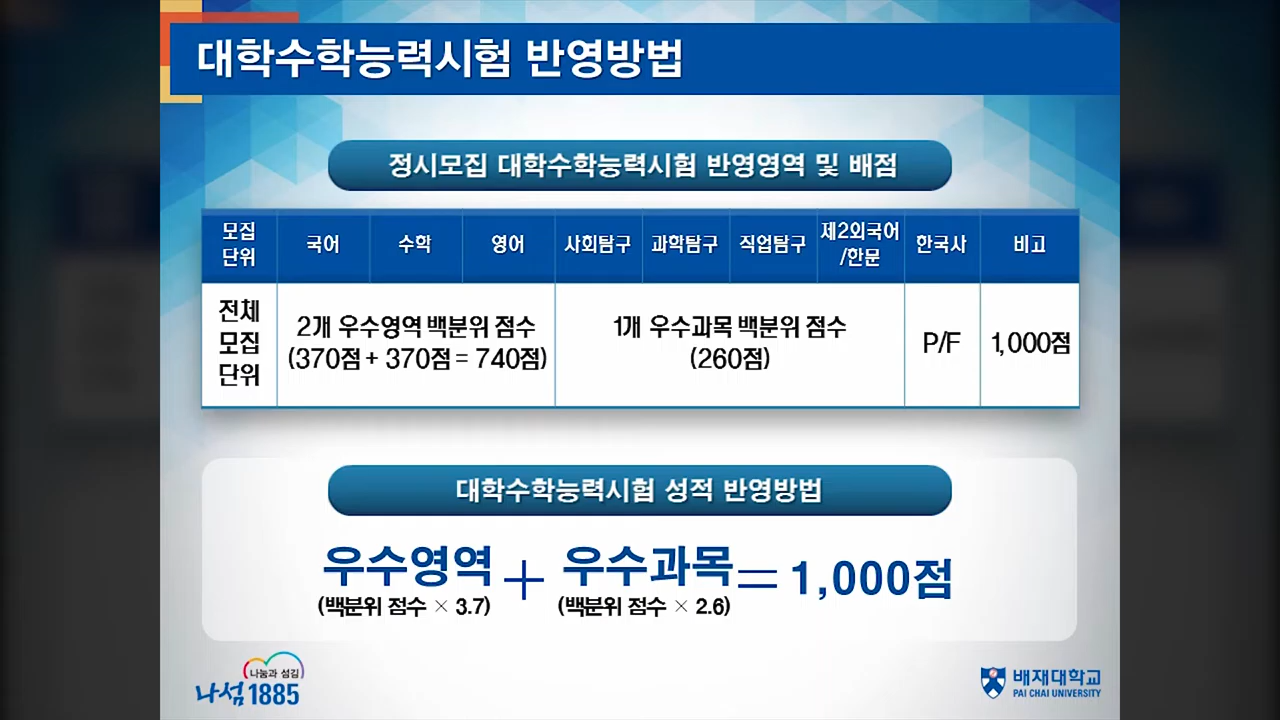 대학수학능력시험 반영방법
정시모집 대학수학능력시험 반영영역 및 배점
모집
단위
국어
수학
영어
사회탐구
과학탐구
직업탐구
제2외국어
/한문
한국사
비고
전체
모집
단위
2개 우수영역 백분위 점수
(370점 + 370점 = 740점)
1개 우수과목 백분위 점수
(260점)
P/F
1,000점
대학수학능력시험 성적 반영방법
우수영역 + 우수과목 = 1,000점
(백분위 점수 × 3.7) (백분위 점수 × 2.6)
나눔과 섬김
나섬1885
배재대학교
PAI CHAI UNIVERSITY